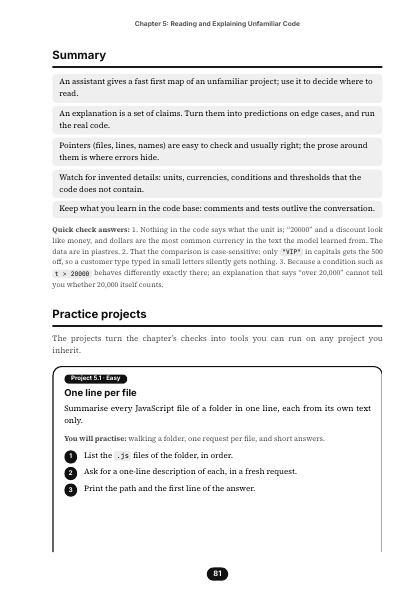 Chapter 5: Reading and Explaining Unfamiliar Code
Summary
An assistant gives a fast first map of an unfamiliar project; use it to decide where to
read.
An explanation is a set of claims. Turn them into predictions on edge cases, and run
the real code.
Pointers (files, lines, names) are easy to check and usually right; the prose around
them is where errors hide.
Watch for invented details: units, currencies, conditions and thresholds that the
code does not contain.
Keep what you learn in the code base: comments and tests outlive the conversation.
Quick check answers: 1. Nothing in the code says what the unit is; “20000” and a discount look
like money, and dollars are the most common currency in the text the model learned from. The
data are in piastres. 2. That the comparison is case-sensitive: only "VIP" in capitals gets the 500
off, so a customer type typed in small letters silently gets nothing. 3. Because a condition such as
t > 20000 behaves differently exactly there; an explanation that says “over 20,000” cannot tell
you whether 20,000 itself counts.
Practice projects
The projects turn the chapter’s checks into tools you can run on any project you
inherit.
Project 5.1 · Easy
One line per file
Summarise every JavaScript file of a folder in one line, each from its own text
only.
You will practise: walking a folder, one request per file, and short answers.
1 List the .js files of the folder, in order.
2 Ask for a one-line description of each, in a fresh request.
3 Print the path and the first line of the answer.
81